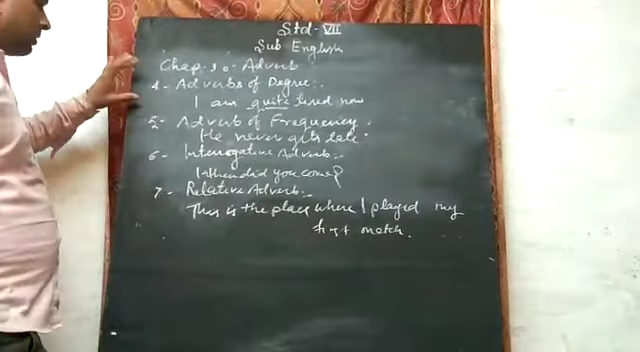 Std - VII
Sub English
Chap. 10- Adverb
4- Adverbs of Degree:-
I am quite tired now
5- Adverb of Frequency.
He never gets late.
6- Interrogative Adverb:-
When did you come?
7- Relative Adverb:-
This is the place where I played my
first match.